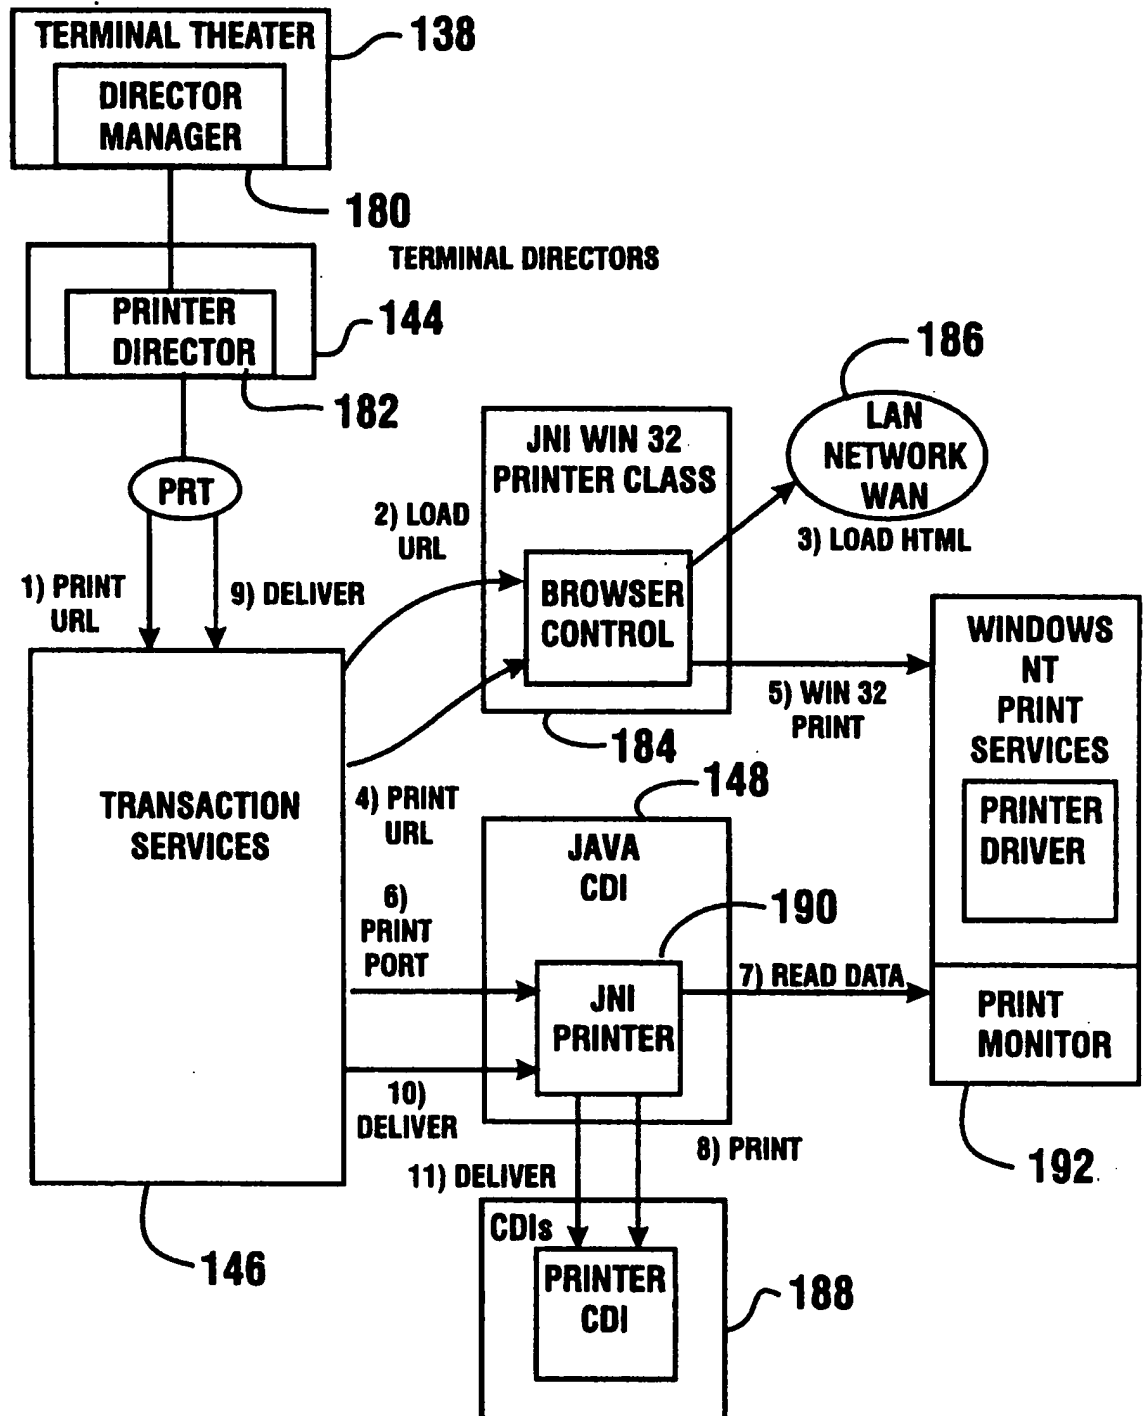 TERMINAL THEATER
138
DIRECTOR
MANAGER
180
TERMINAL DIRECTORS
PRINTER
DIRECTOR
144
182
186
LAN
NETWORK
WAN
JNI WIN 32
PRINTER CLASS
PRT
2) LOAD
URL
3) LOAD HTML
1) PRINT
URL
9) DELIVER
BROWSER
CONTROL
WINDOWS
NT
PRINT
SERVICES
5) WIN 32
PRINT
184
148
TRANSACTION
SERVICES
4) PRINT
URL
PRINTER
DRIVER
JAVA
CDI
6)
PRINT
PORT
190
7) READ DATA
JNI
PRINTER
PRINT
MONITOR
10)
DELIVER
8) PRINT
11) DELIVER
192
146
CDIs
PRINTER
CDI
188